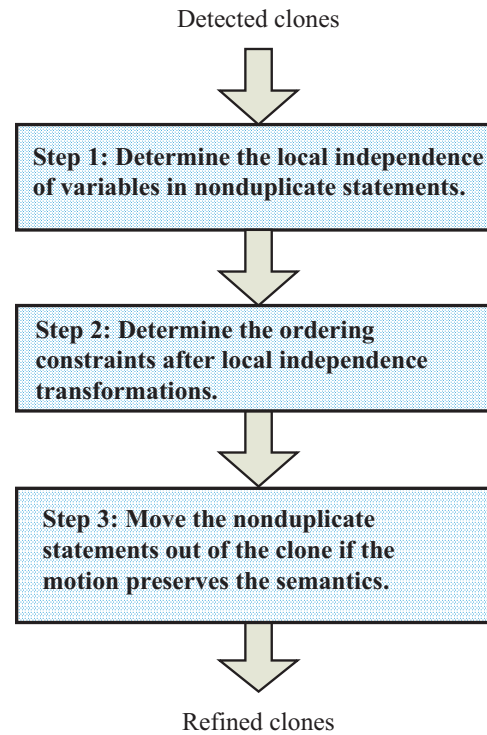 Detected clones
Step 1: Determine the local independence
of variables in nonduplicate statements.
Step 2: Determine the ordering
constraints after local independence
transformations.
Step 3: Move the nonduplicate
statements out of the clone if the
motion preserves the semantics.
Refined clones